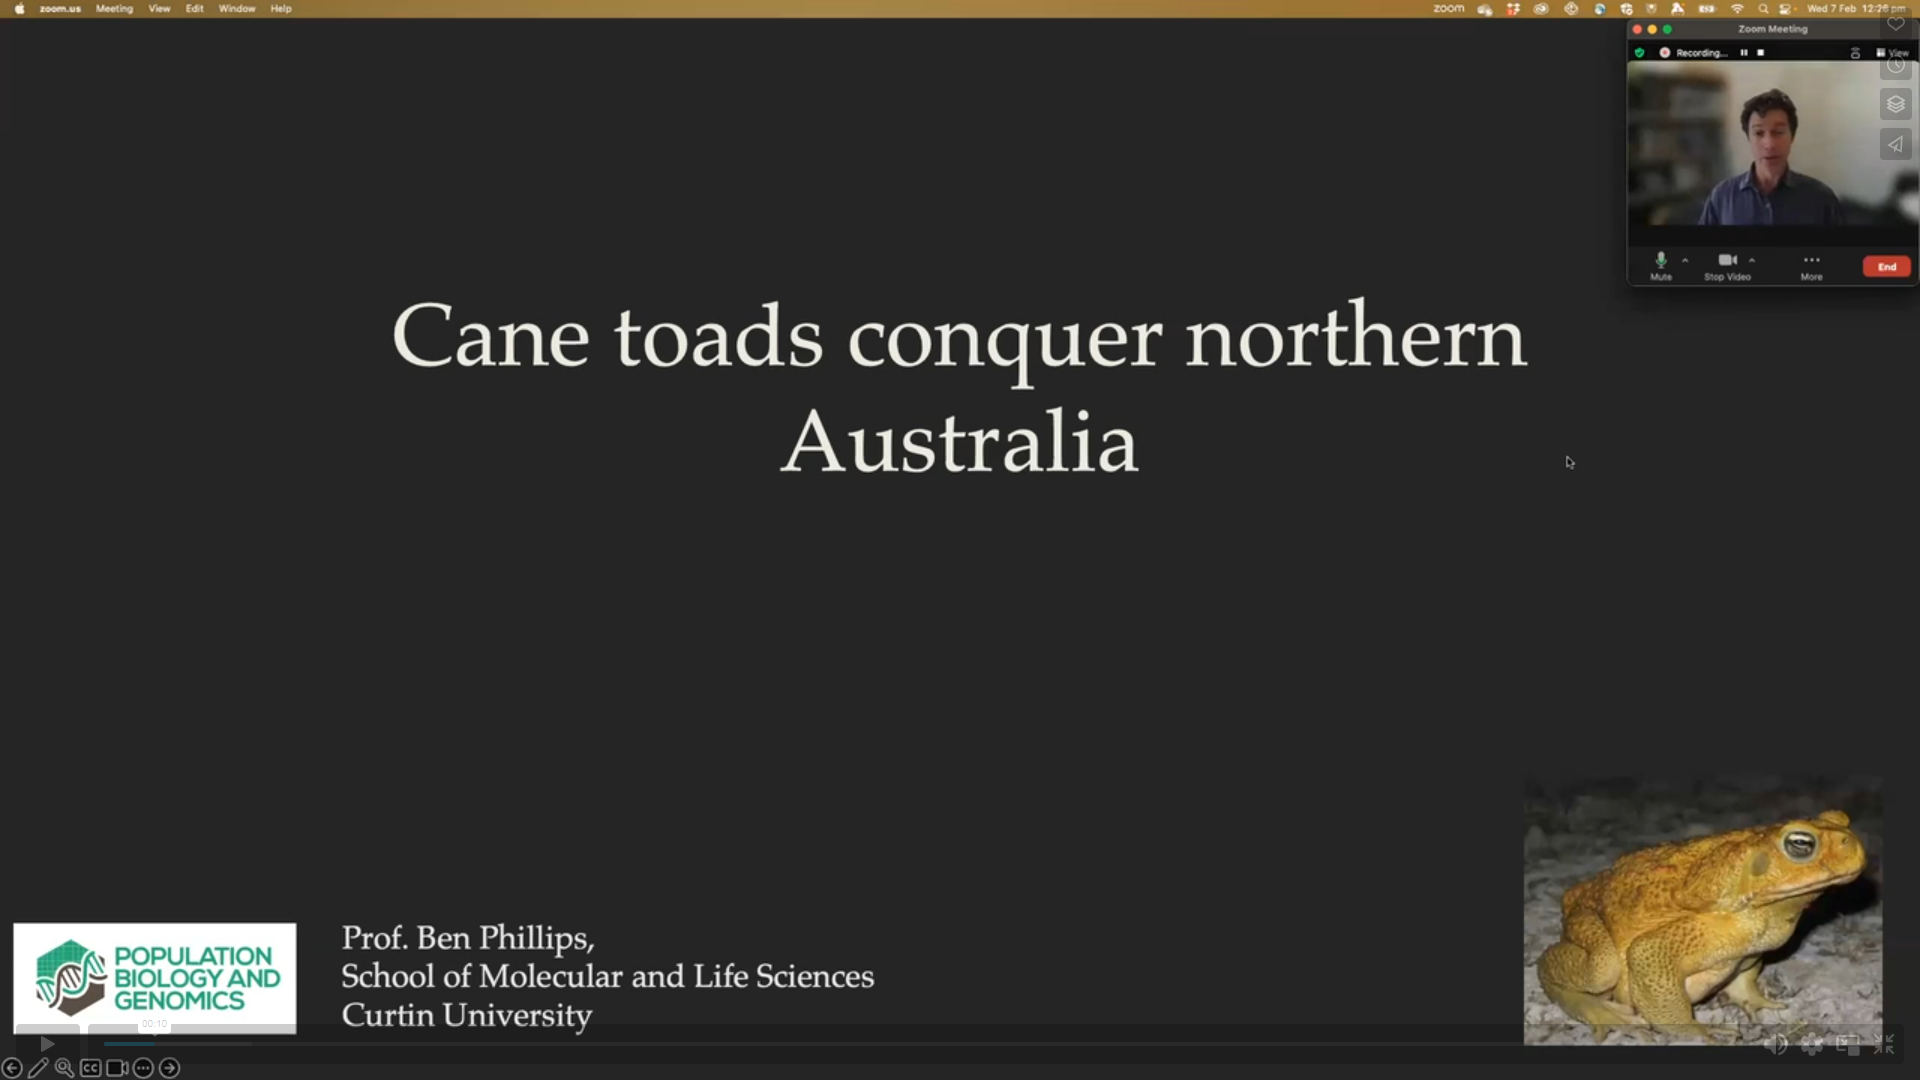 zoom.us Meeting View Edit Window Help
zoom Wed 7 Feb 12:26 pm
Zoom Meeting
Recording... View
Mute Stop Video More End
Cane toads conquer northern
Australia
POPULATION
BIOLOGY AND
GENOMICS
Prof. Ben Phillips,
School of Molecular and Life Sciences
Curtin University
00:10
CC